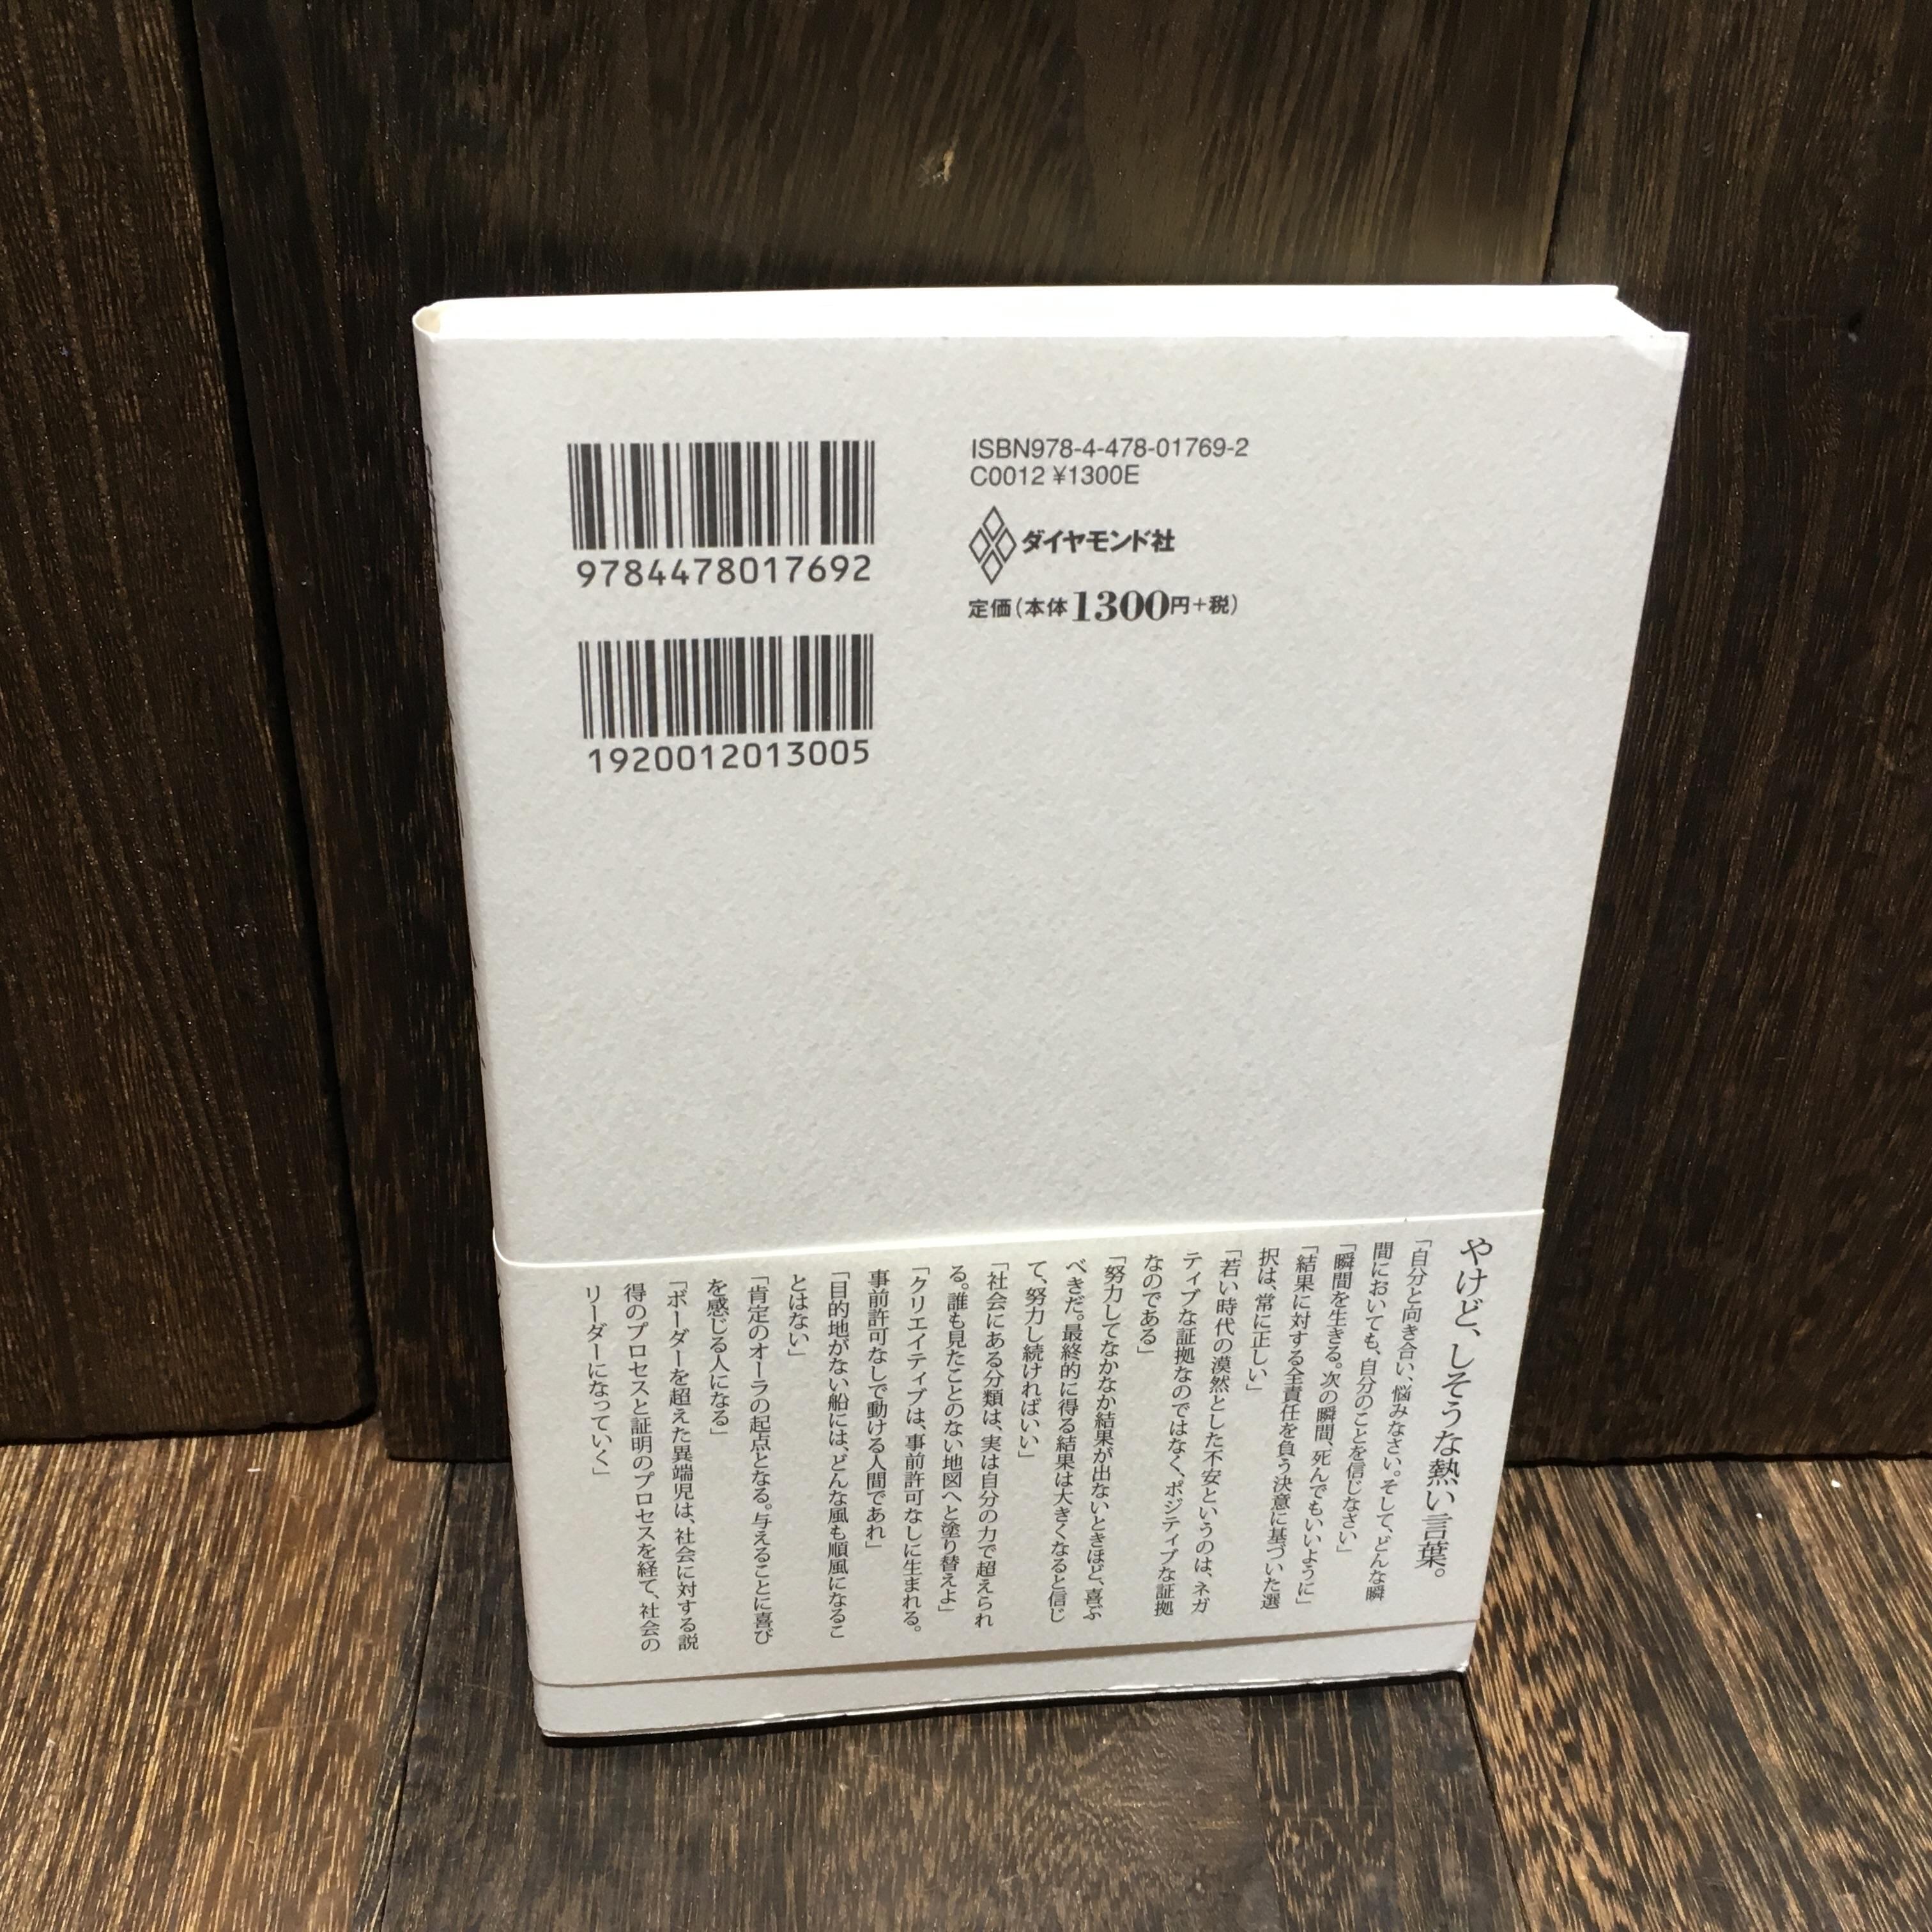 9784478017692
1920012013005
ISBN978-4-478-01769-2
C0012 ¥1300E
ダイヤモンド社
定価(本体1300円+税)
やけど、しそうな熱い言葉。
「自分と向き合い、悩みなさい。そして、どんな瞬
間においても、自分のことを信じなさい」
「瞬間を生きる。次の瞬間、死んでもいいように」
「結果に対する全責任を負う決意に基づいた選
択は、常に正しい」
「若い時代の漠然とした不安というのは、ネガ
ティブな証拠なのではなく、ポジティブな証拠
なのである」
「努力してなかなか結果が出ないときほど、喜ぶ
べきだ。最終的に得る結果は大きくなると信じ
て、努力し続ければいい」
「社会にある分類は、実は自分の力で超えられ
る。誰も見たことのない地図へと塗り替えよ」
「クリエイティブは、事前許可なしに生まれる。
事前許可なしで動ける人間であれ」
「目的地がない船には、どんな風も順風になるこ
とはない」
「肯定のオーラの起点となる。与えることに喜び
を感じる人になる」
「ボーダーを超えた異端児は、社会に対する説
得のプロセスと証明のプロセスを経て、社会の
リーダーになっていく」